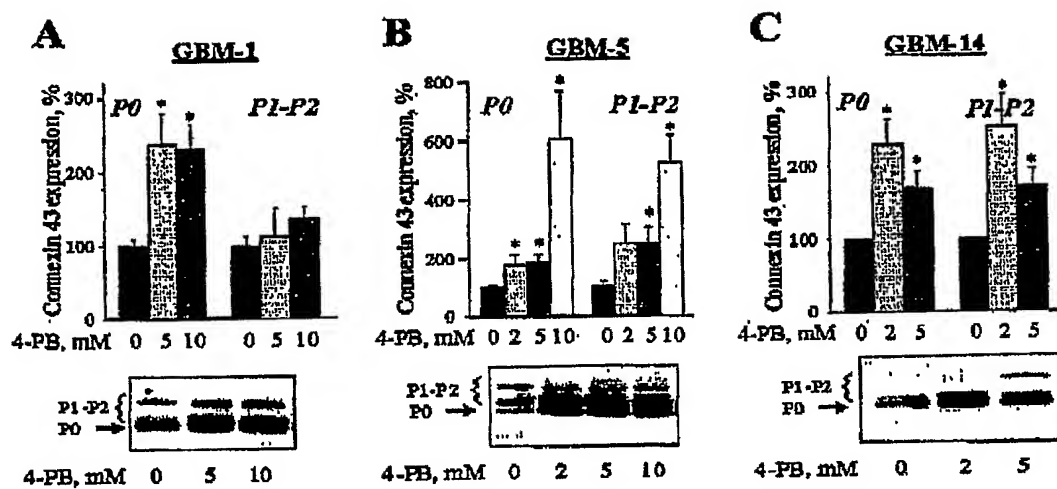 A
GBM-1
Connexin 43 expression, %
300
200
100
0
P0
P1-P2
* *
4-PB, mM 0 5 10 0 5 10
P1-P2
P0
4-PB, mM 0 5 10
B
GBM-5
Connexin 43 expression, %
800
600
400
200
0
P0
P1-P2
* * * * *
4-PB, mM 0 2 5 10 0 2 5 10
P1-P2
P0
4-PB, mM 0 2 5 10
C
GBM-14
Connexin 43 expression, %
300
200
100
0
P0
P1-P2
* * * *
4-PB, mM 0 2 5 0 2 5
P1-P2
P0
4-PB, mM 0 2 5